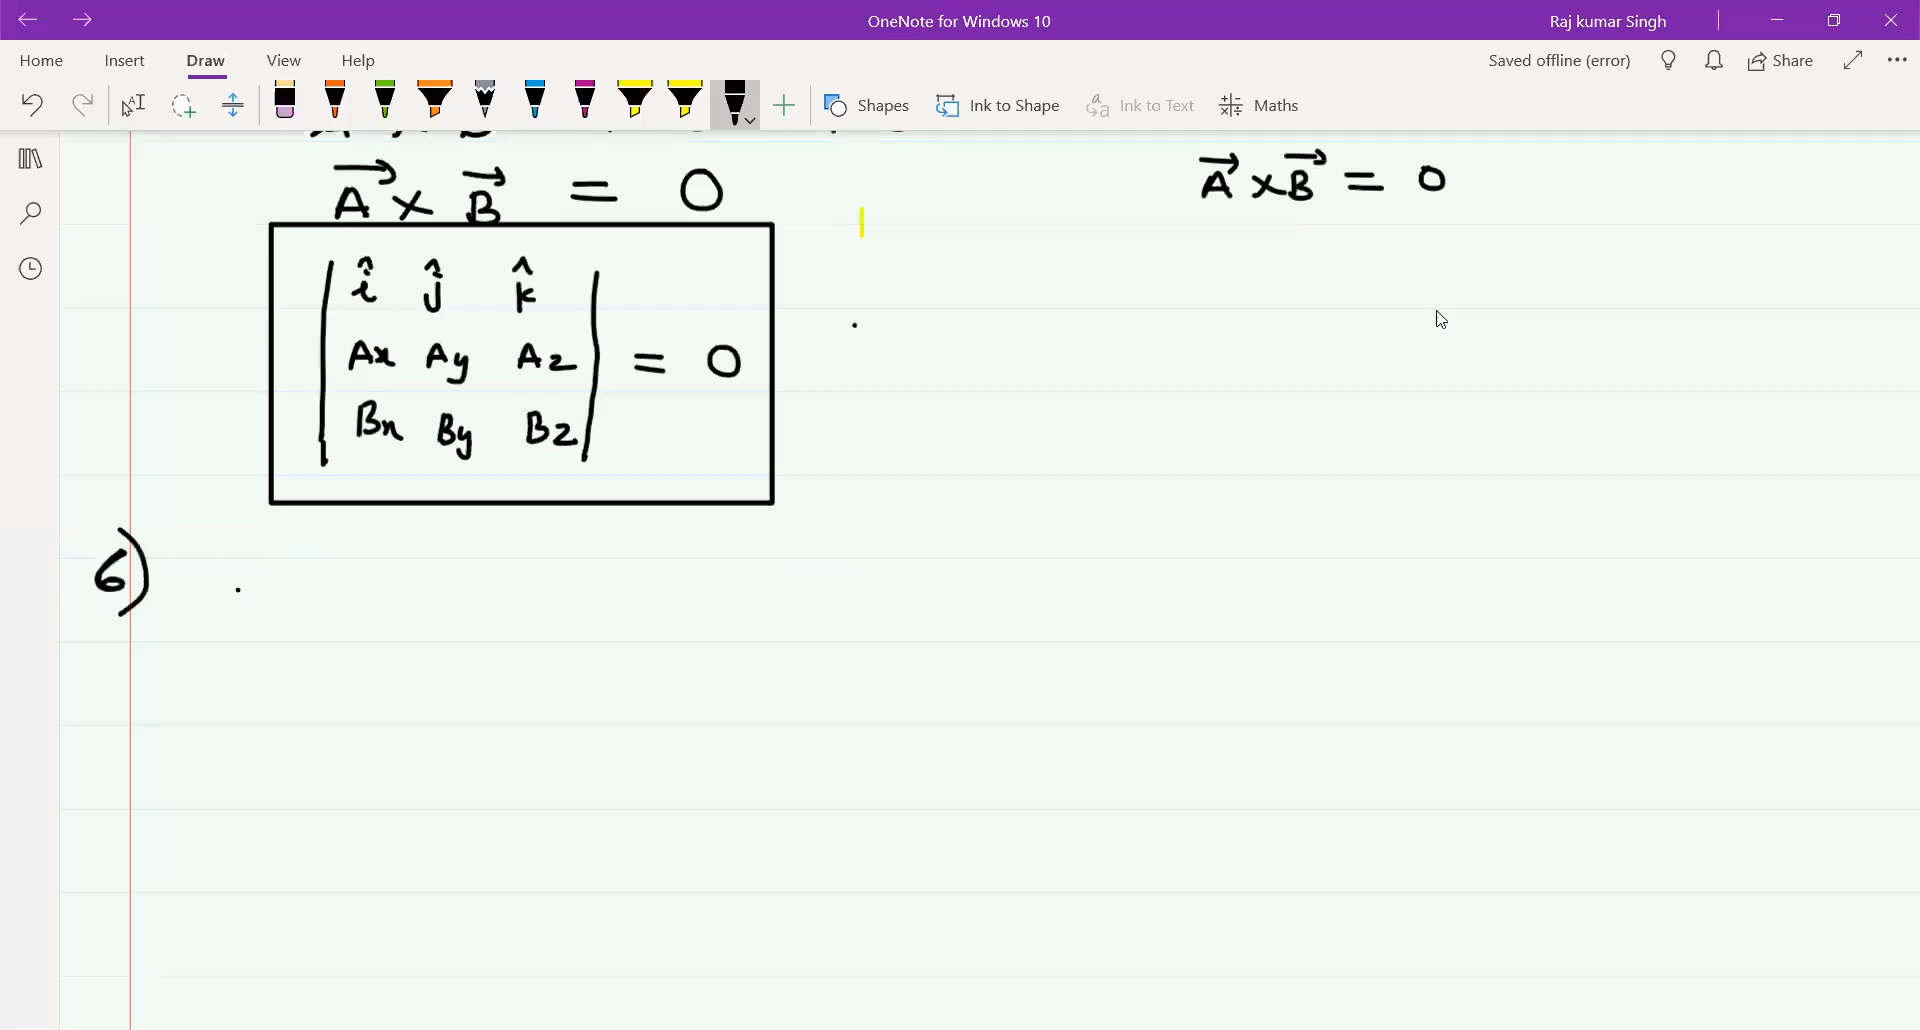 OneNote for Windows 10
Raj kumar Singh
Home Insert Draw View Help
Saved offline (error) Share
Shapes Ink to Shape Ink to Text Maths
A⃗ × B⃗ = 0
A⃗ × B⃗ = 0
| î ĵ k̂ |
| Ax Ay Az | = 0
| Bx By Bz |
6) .